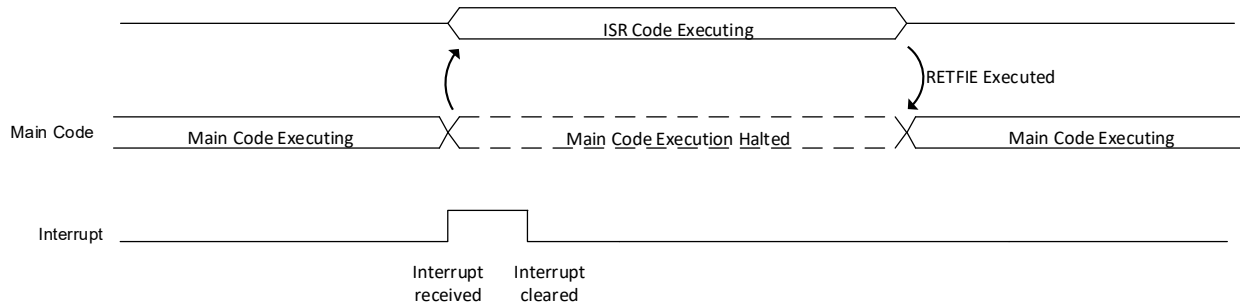 ISR Code Executing
RETFIE Executed
Main Code
Main Code Executing
Main Code Execution Halted
Main Code Executing
Interrupt
Interrupt
received
Interrupt
cleared